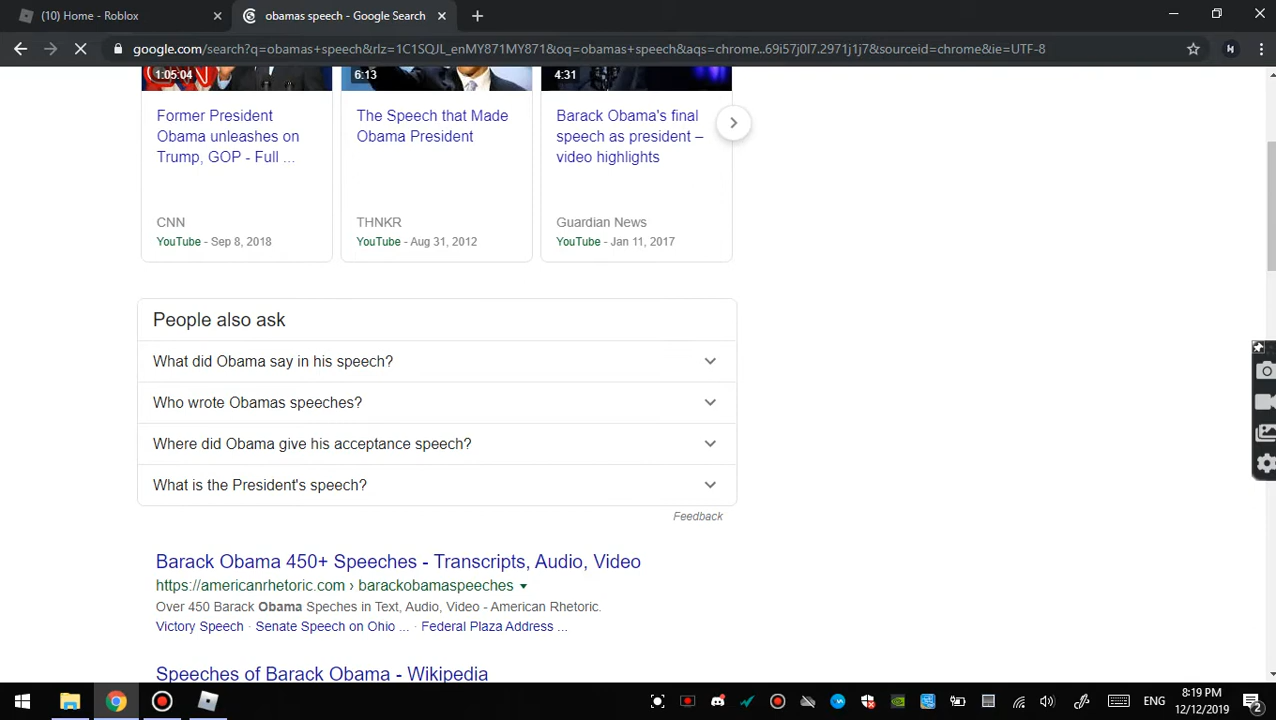 (10) Home - Roblox
obamas speech - Google Search
google.com/search?q=obamas+speech&rlz=1C1SQJL_enMY871MY871&oq=obamas+speech&aqs=chrome..69i57j0l7.2971j1j7&sourceid=chrome&ie=UTF-8
H
1:05:04
6:13
4:31
Former President
Obama unleashes on
Trump, GOP - Full ...
CNN
YouTube - Sep 8, 2018
The Speech that Made
Obama President
THNKR
YouTube - Aug 31, 2012
Barack Obama's final
speech as president –
video highlights
Guardian News
YouTube - Jan 11, 2017
People also ask
What did Obama say in his speech?
Who wrote Obamas speeches?
Where did Obama give his acceptance speech?
What is the President's speech?
Feedback
Barack Obama 450+ Speeches - Transcripts, Audio, Video
https://americanrhetoric.com › barackobamaspeeches
Over 450 Barack Obama Speches in Text, Audio, Video - American Rhetoric.
Victory Speech · Senate Speech on Ohio ... · Federal Plaza Address ...
Speeches of Barack Obama - Wikipedia
ENG
8:19 PM
12/12/2019
2